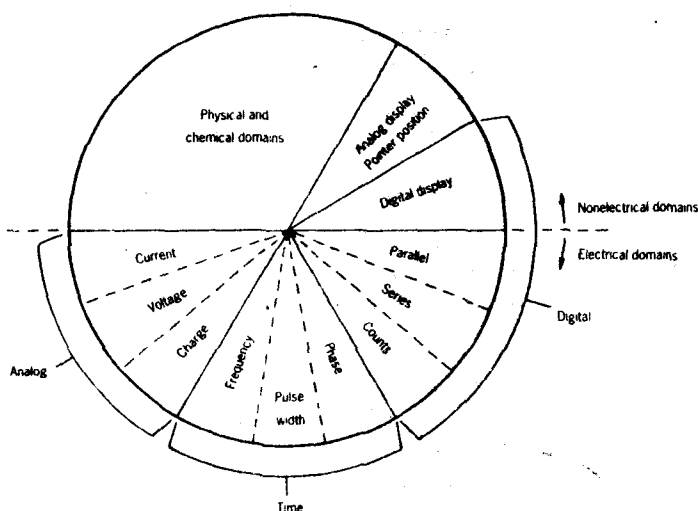 Physical and
chemical domains
Analog display
Pointer position
Digital display
Nonelectrical domains
Electrical domains
Current
Voltage
Charge
Frequency
Pulse
width
Phase
Counts
Series
Parallel
Analog
Time
Digital